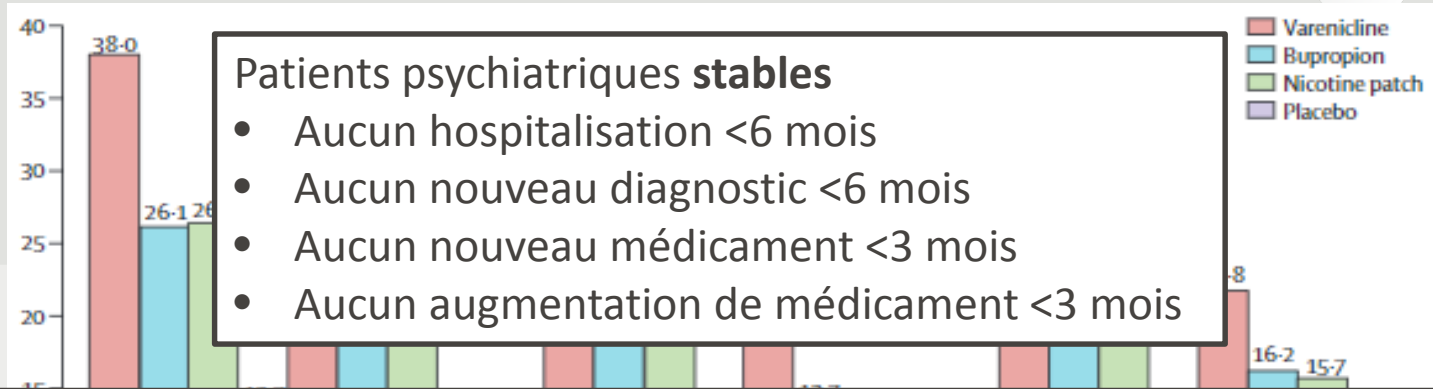 40
38·0
35
30
26·1
25
20
Patients psychiatriques stables
• Aucun hospitalisation <6 mois
• Aucun nouveau diagnostic <6 mois
• Aucun nouveau médicament <3 mois
• Aucun augmentation de médicament <3 mois
Varenicline
Bupropion
Nicotine patch
Placebo
16·2
15·7